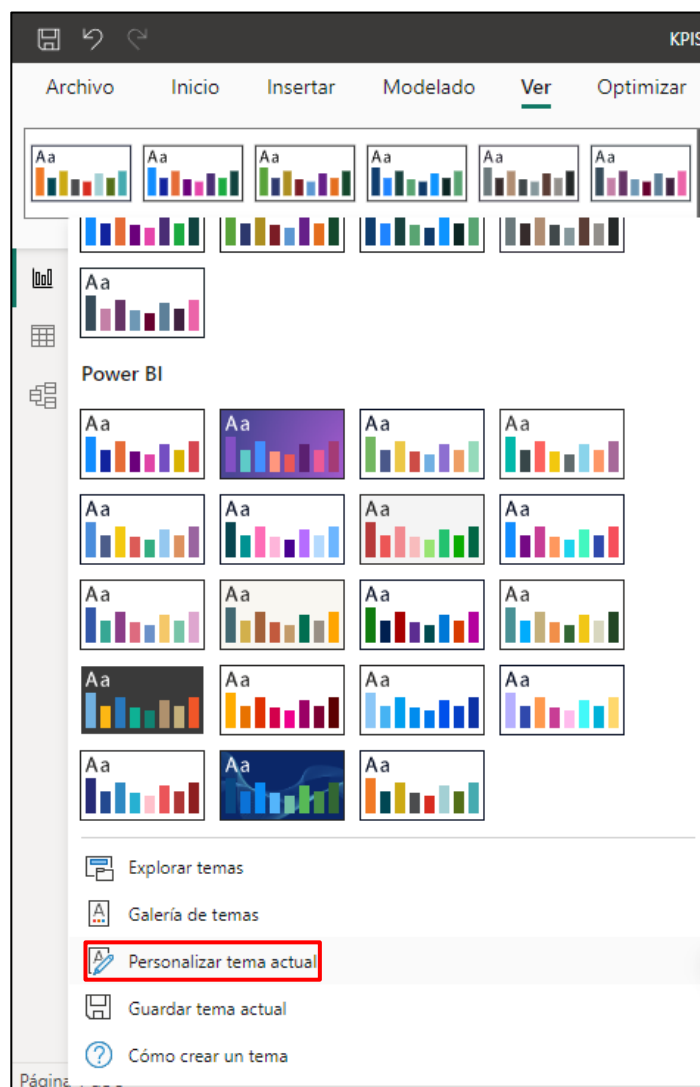 KPIS
Archivo Inicio Insertar Modelado Ver Optimizar
Aa Aa Aa Aa Aa Aa
Aa
Power BI
Aa Aa Aa Aa
Aa Aa Aa Aa
Aa Aa Aa Aa
Aa Aa Aa Aa
Aa Aa Aa
Explorar temas
Galería de temas
Personalizar tema actual
Guardar tema actual
Cómo crear un tema
Página